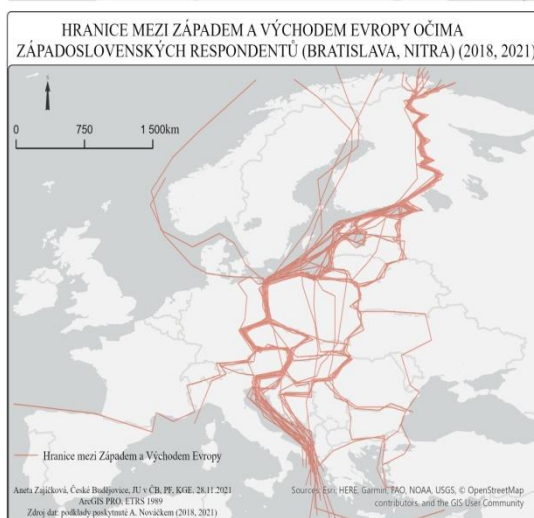 HRANICE MEZI ZÁPADEM A VÝCHODEM EVROPY OČIMA
ZÁPADOSLOVENSKÝCH RESPONDENTŮ (BRATISLAVA, NITRA) (2018, 2021)
0 750 1 500km
Hranice mezi Západem a Východem Evropy
Aneta Zajíčková, České Budějovice, JU v ČB, PF, KGE, 28.11.2021
ArcGIS PRO, ETRS 1989
Zdroj dat: podklady poskytnuté A. Nováčkem (2018, 2021)
Sources: Esri, HERE, Garmin, FAO, NOAA, USGS, © OpenStreetMap
contributors, and the GIS User Community